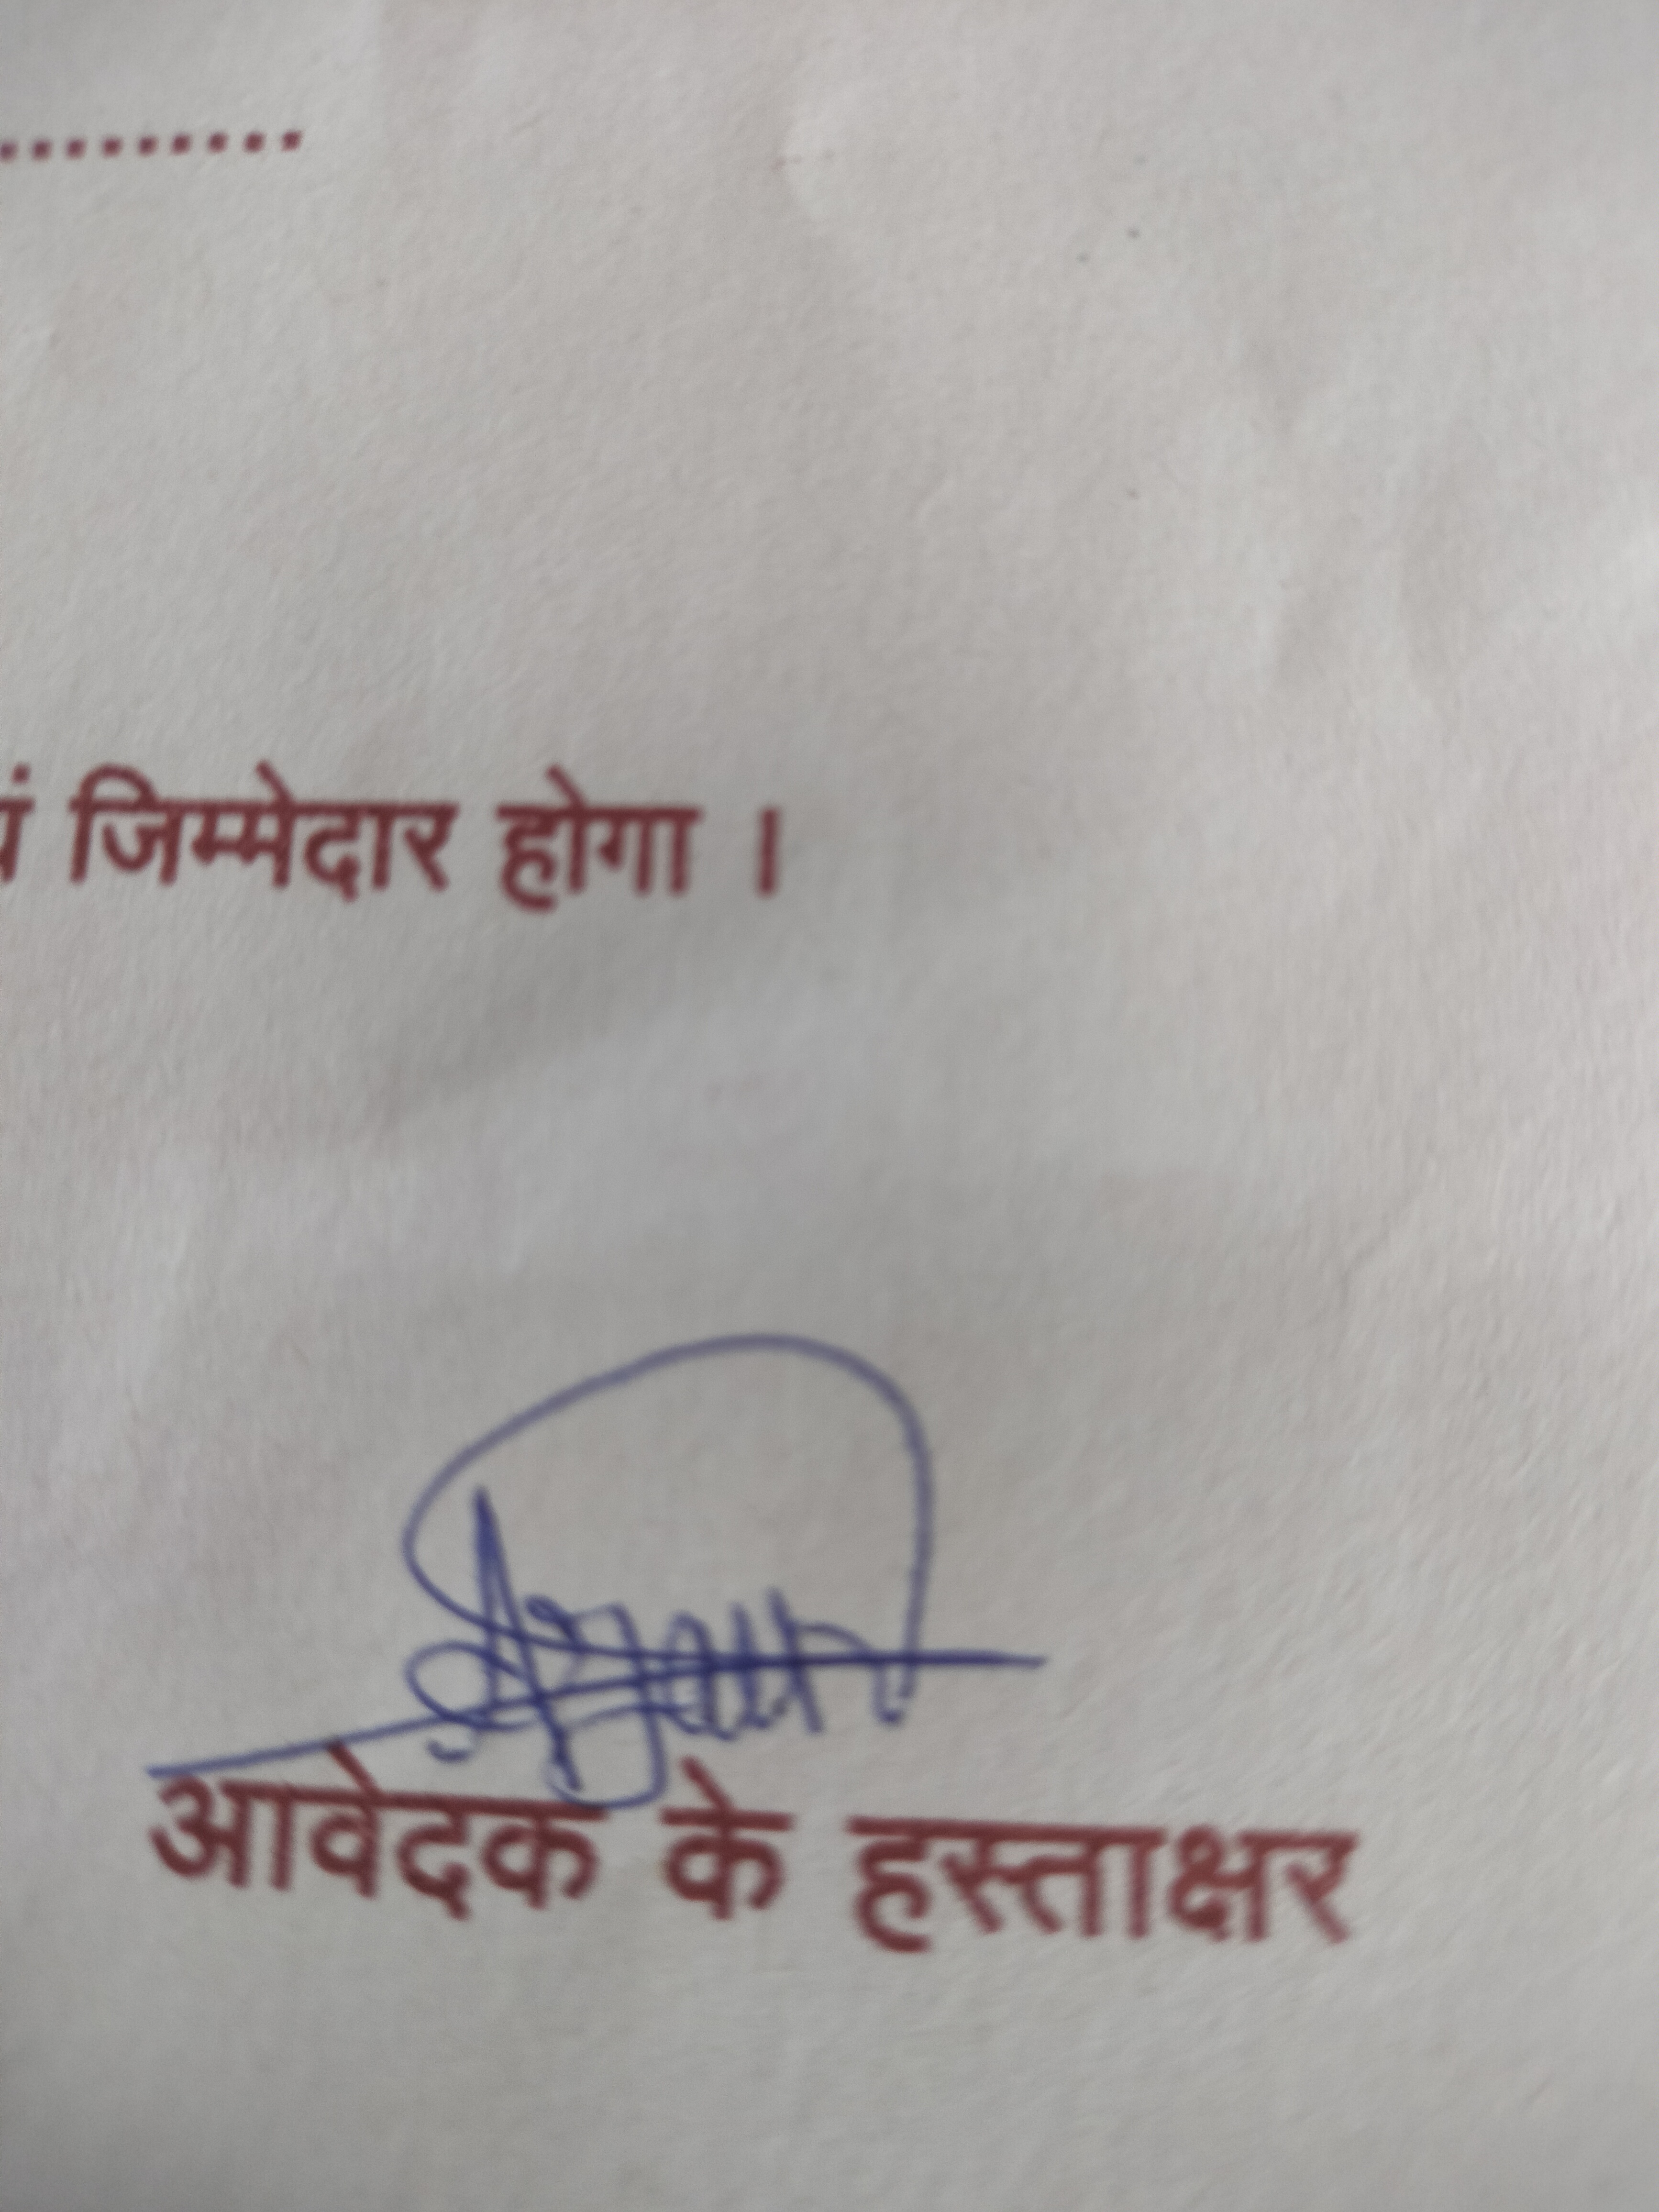 ..........
जिम्मेदार होगा ।
आवेदक के हस्ताक्षर